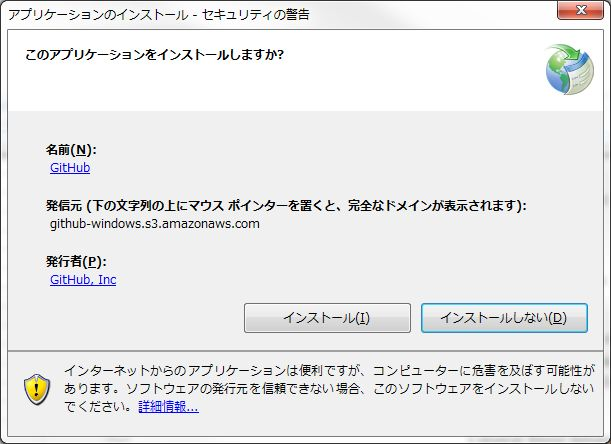 アプリケーションのインストール - セキュリティの警告
このアプリケーションをインストールしますか?
名前(N):
GitHub
発信元 (下の文字列の上にマウス ポインターを置くと、完全なドメインが表示されます):
github-windows.s3.amazonaws.com
発行者(P):
GitHub, Inc
インストール(I)
インストールしない(D)
インターネットからのアプリケーションは便利ですが、コンピューターに危害を及ぼす可能性が
あります。ソフトウェアの発行元を信頼できない場合、このソフトウェアをインストールしない
でください。詳細情報...